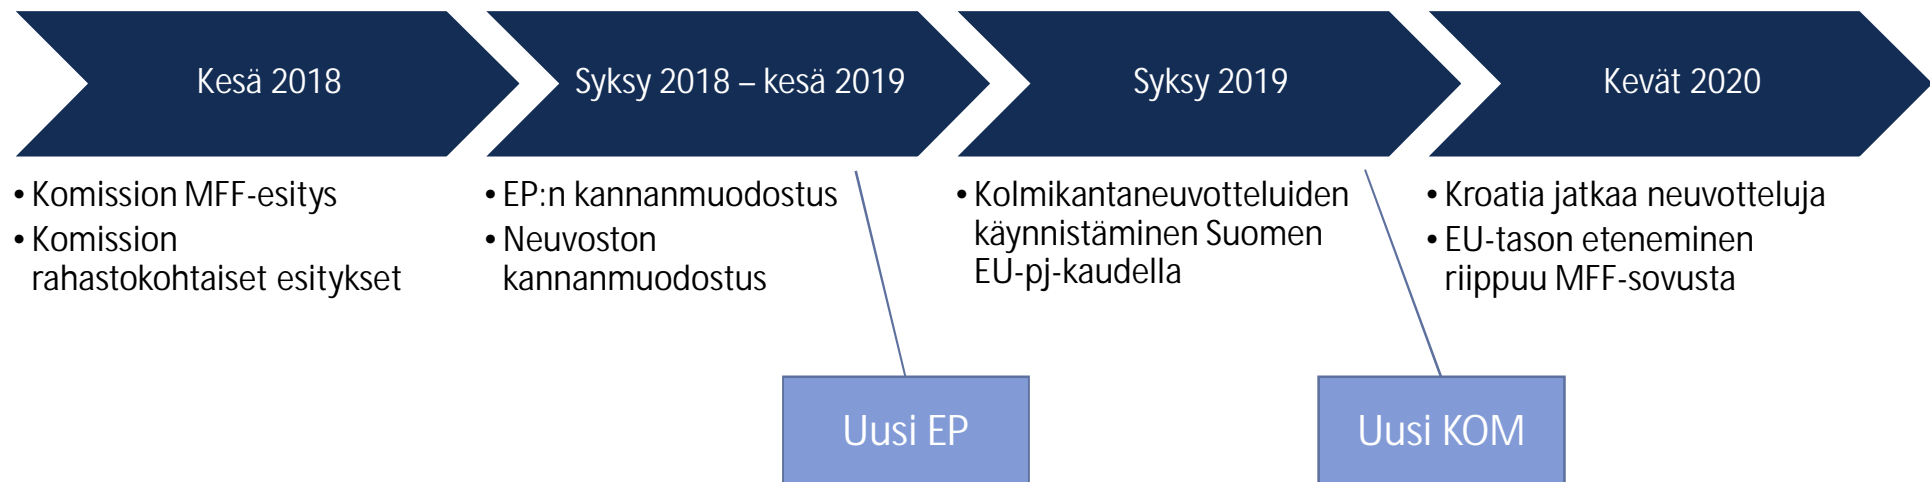 Kesä 2018
• Komission MFF-esitys
• Komission
rahastokohtaiset esitykset
Syksy 2018 – kesä 2019
• EP:n kannanmuodostus
• Neuvoston
kannanmuodostus
Syksy 2019
• Kolmikantaneuvotteluiden
käynnistäminen Suomen
EU-pj-kaudella
Kevät 2020
• Kroatia jatkaa neuvotteluja
• EU-tason eteneminen
riippuu MFF-sovusta
Uusi EP
Uusi KOM